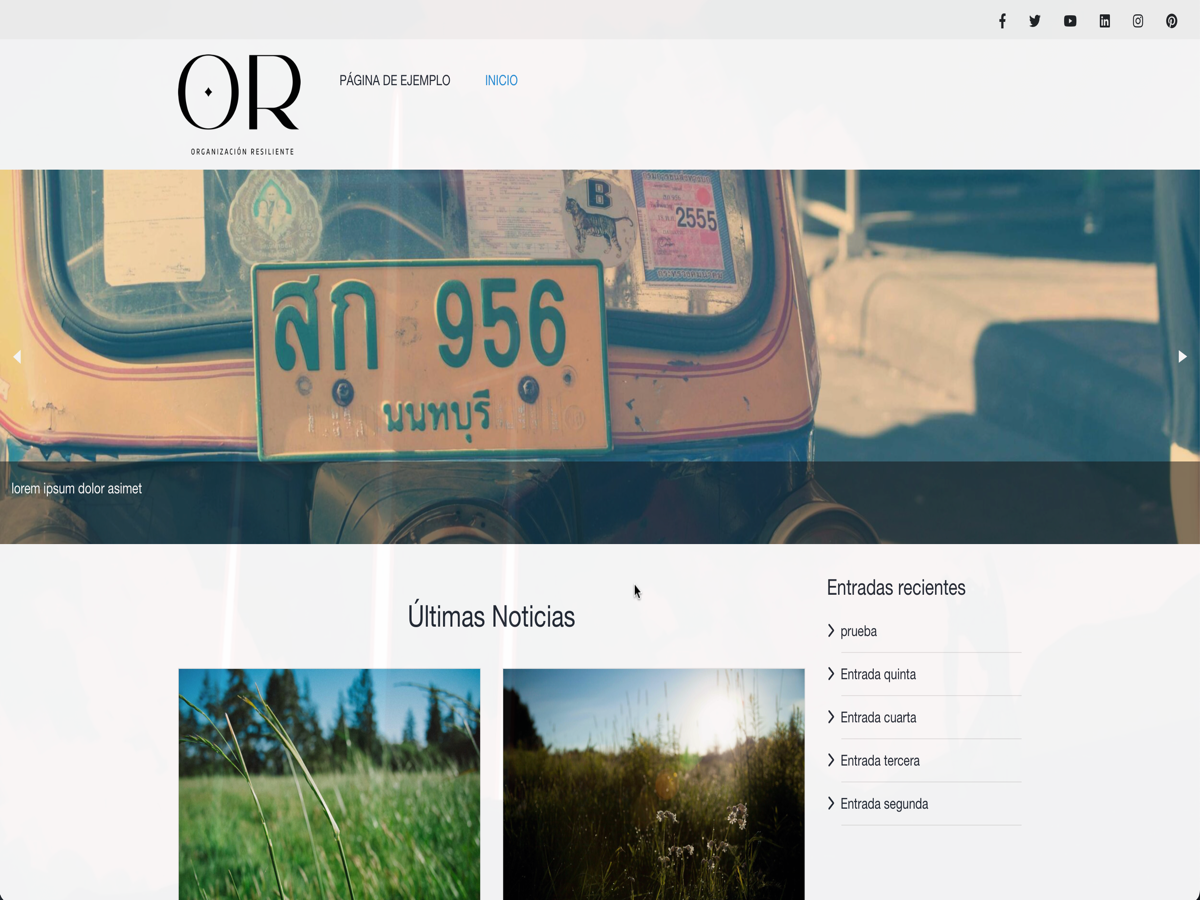 OR
ORGANIZACIÓN RESILIENTE
PÁGINA DE EJEMPLO
INICIO
B
2555
สก 956
นนทบุรี
lorem ipsum dolor asimet
Últimas Noticias
Entradas recientes
prueba
Entrada quinta
Entrada cuarta
Entrada tercera
Entrada segunda